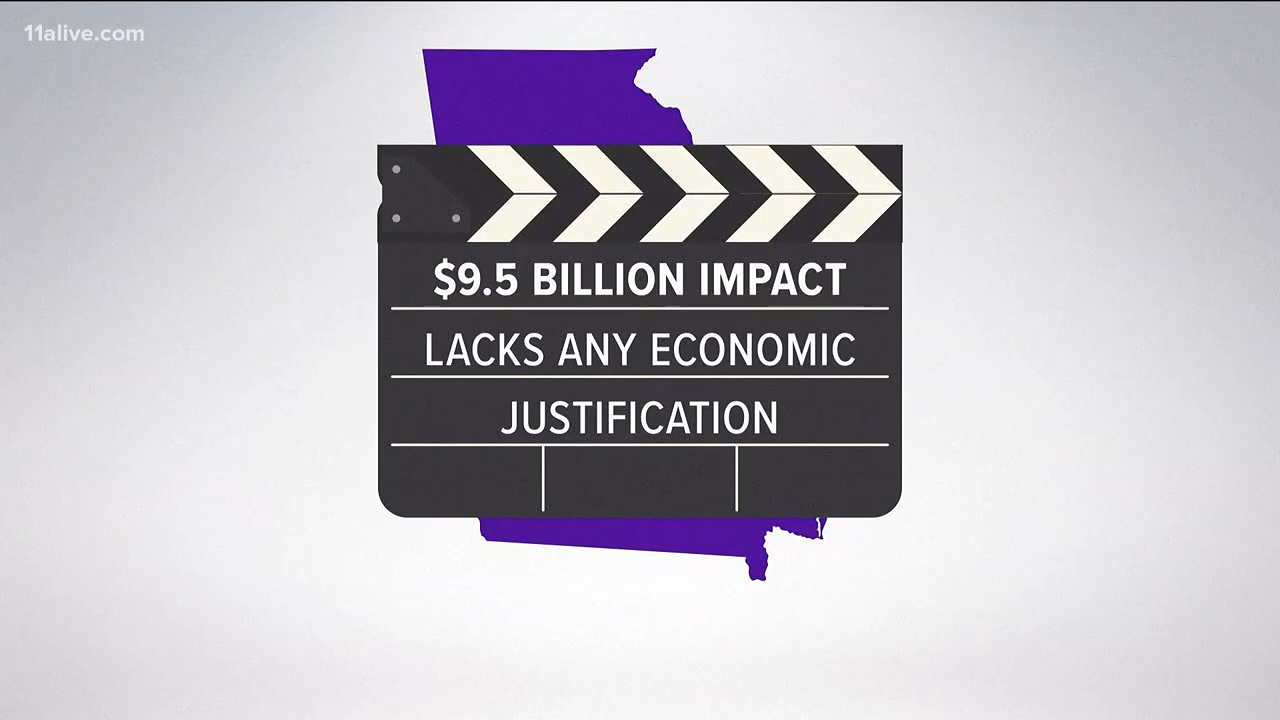 11alive.com
$9.5 BILLION IMPACT
LACKS ANY ECONOMIC
JUSTIFICATION